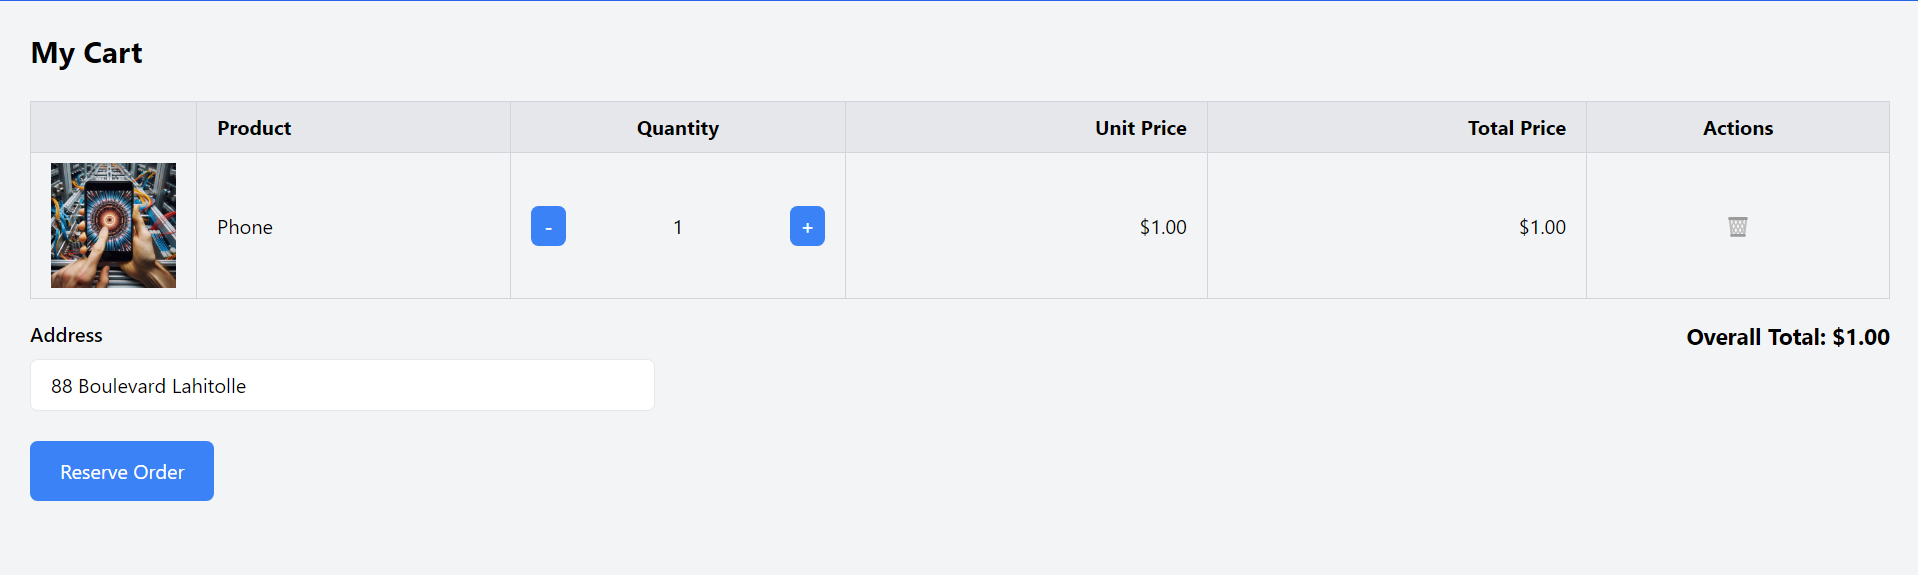 My Cart
Product Quantity Unit Price Total Price Actions
Phone - 1 + $1.00 $1.00
Address
Overall Total: $1.00
88 Boulevard Lahitolle
Reserve Order